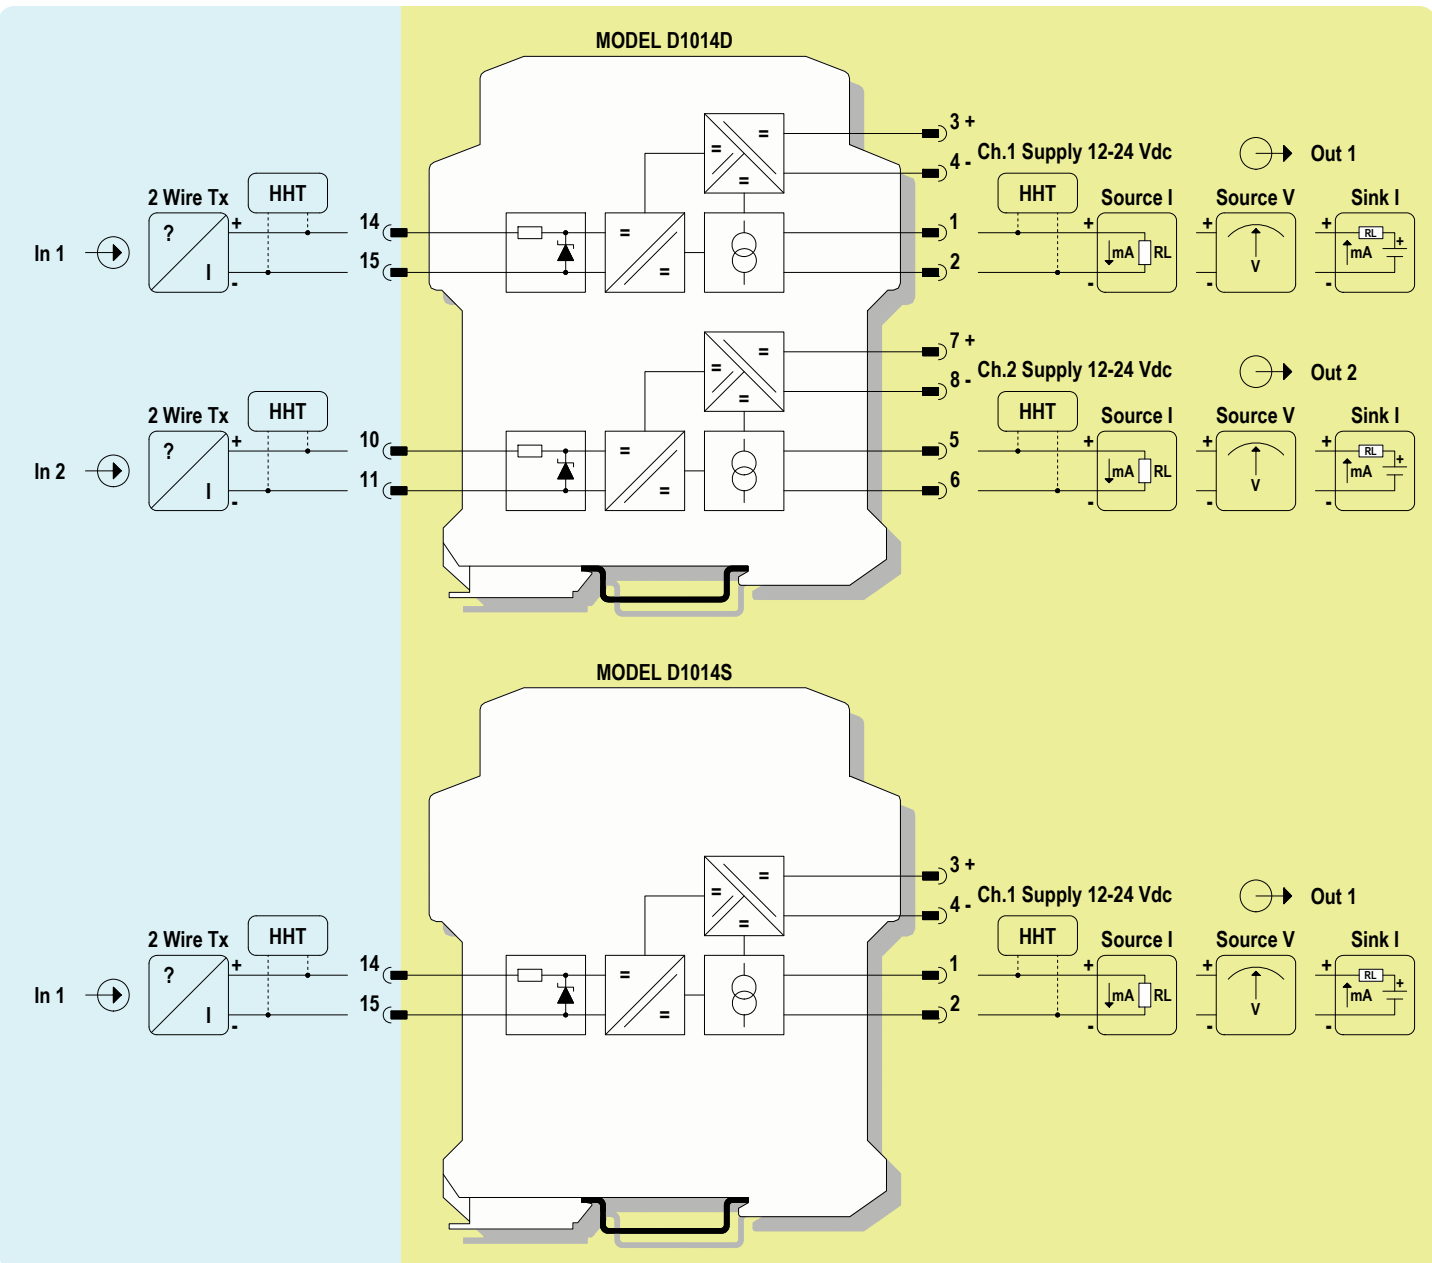 MODEL D1014D
3 +
Ch.1 Supply 12-24 Vdc
Out 1
4 -
2 Wire Tx
HHT
14
1
HHT
Source I
Source V
Sink I
In 1
?
I
+
-
15
=
=
=
=
=
2
+
-
mA
RL
+
-
V
+
-
RL
mA
+
7 +
Ch.2 Supply 12-24 Vdc
Out 2
8 -
2 Wire Tx
HHT
10
5
HHT
Source I
Source V
Sink I
In 2
?
I
+
-
11
=
=
=
=
=
6
+
-
mA
RL
+
-
V
+
-
RL
mA
+
MODEL D1014S
3 +
Ch.1 Supply 12-24 Vdc
Out 1
4 -
2 Wire Tx
HHT
14
1
HHT
Source I
Source V
Sink I
In 1
?
I
+
-
15
=
=
=
=
=
2
+
-
mA
RL
+
-
V
+
-
RL
mA
+